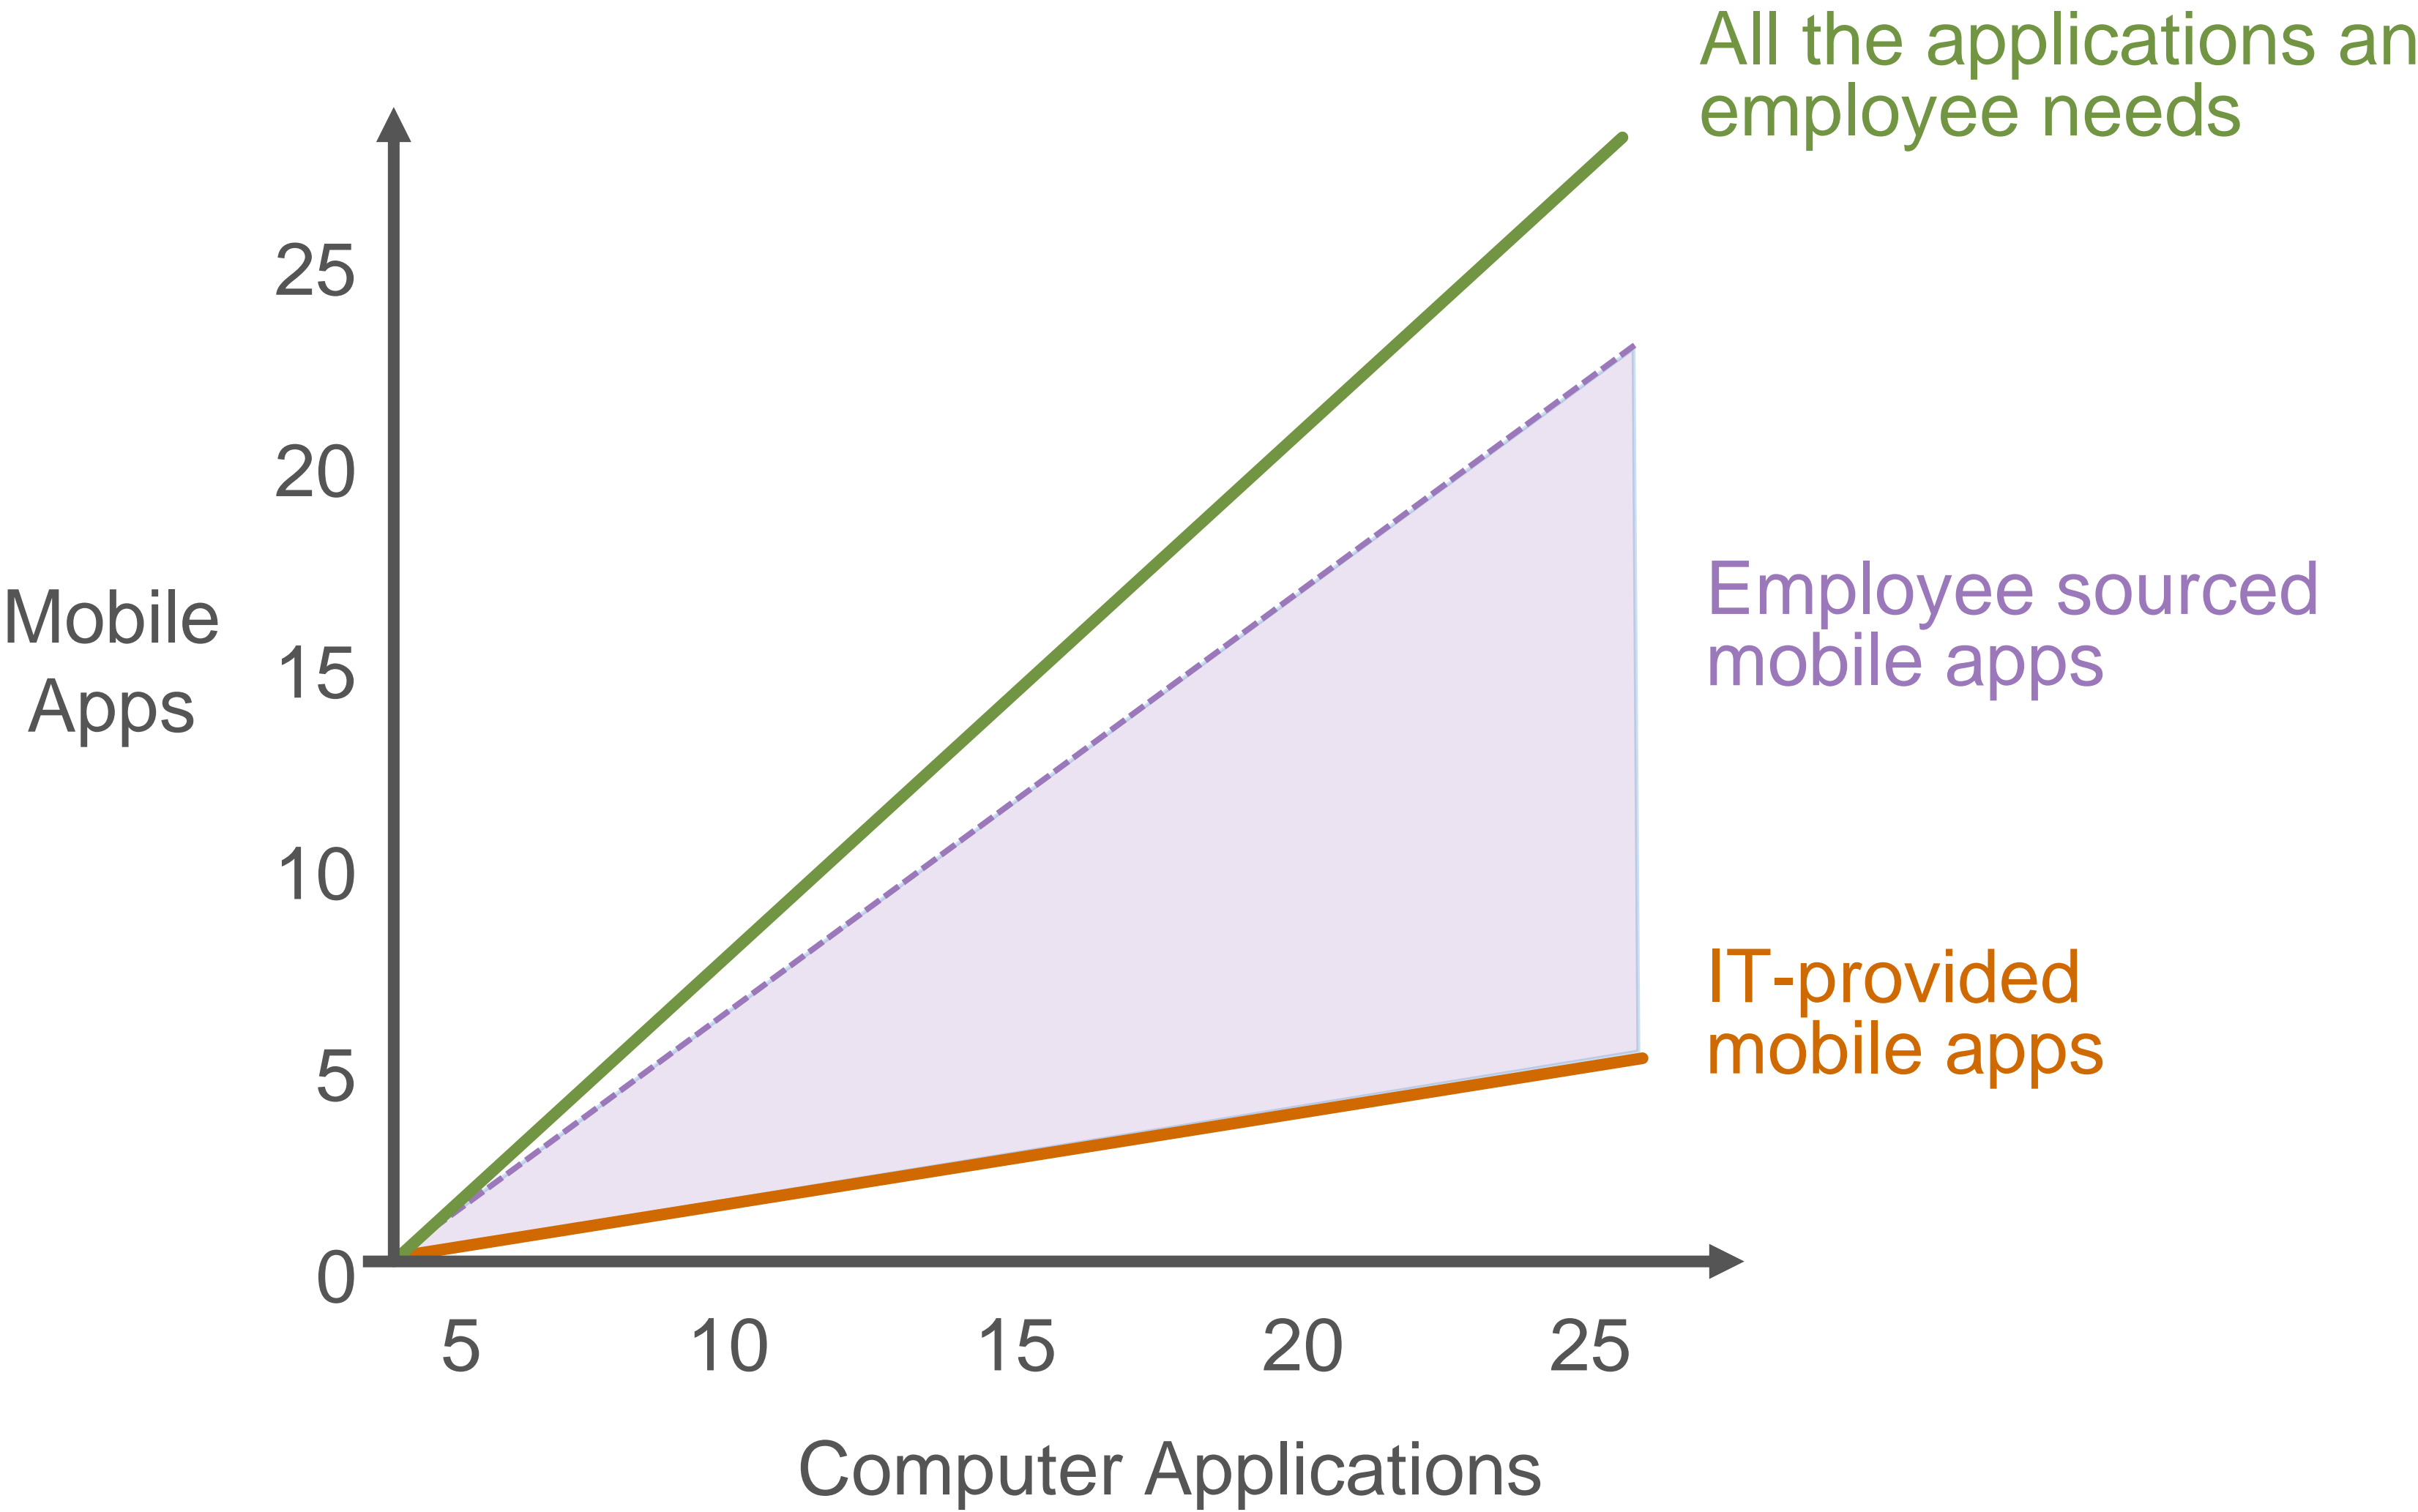 All the applications an
employee needs
25
20
Employee sourced
mobile apps
Mobile
Apps
15
10
IT-provided
mobile apps
5
0
5 10 15 20 25
Computer Applications